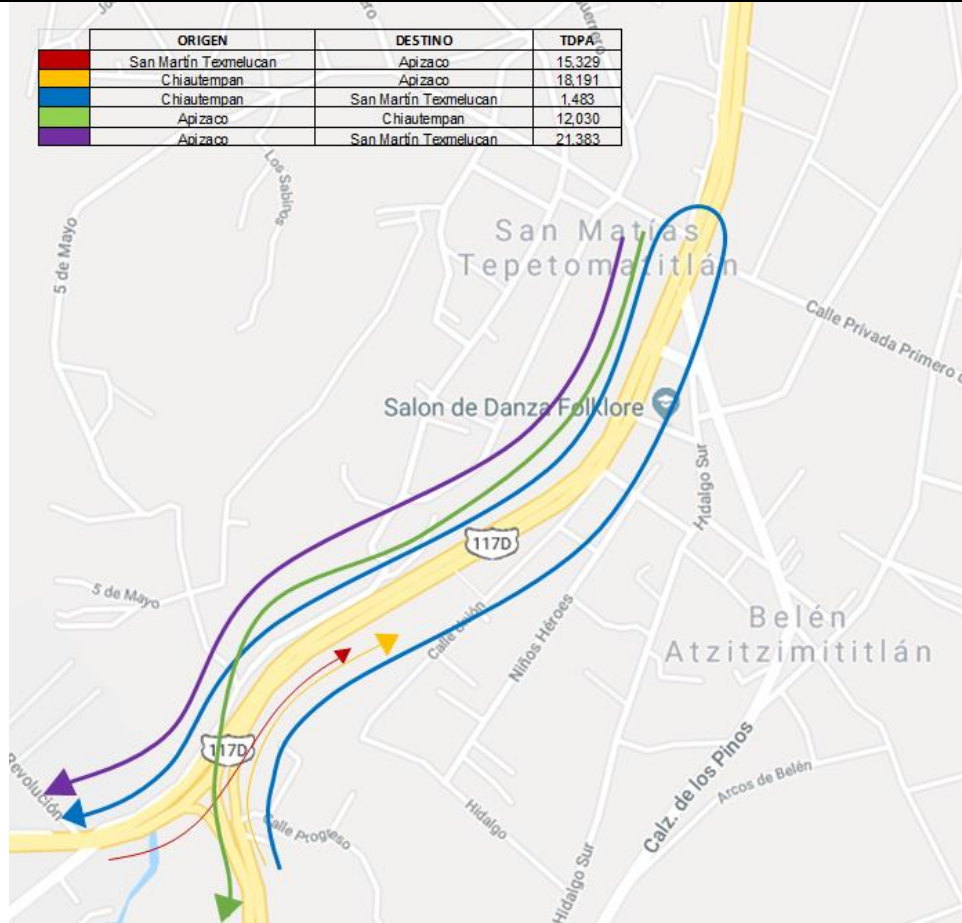 ORIGEN DESTINO TDPA
San Martín Texmelucan Apizaco 15,329
Chiautempan Apizaco 18,191
Chiautempan San Martín Texmelucan 1,483
Apizaco Chiautempan 12,030
Apizaco San Martín Texmelucan 21,383
Los Sabinos
5 de Mayo
San Matías
Tepetomatitlán
Calle Privada Primero d
Salon de Danza Folklore
Hidalgo Sur
117D
5 de Mayo
Calle Unión
Niños Héroes
Belén
Atzitzimititlán
117D
Revolución
Calz. de los Pinos
Arcos de Belén
Hidalgo
Calle Progreso
Hidalgo Sur